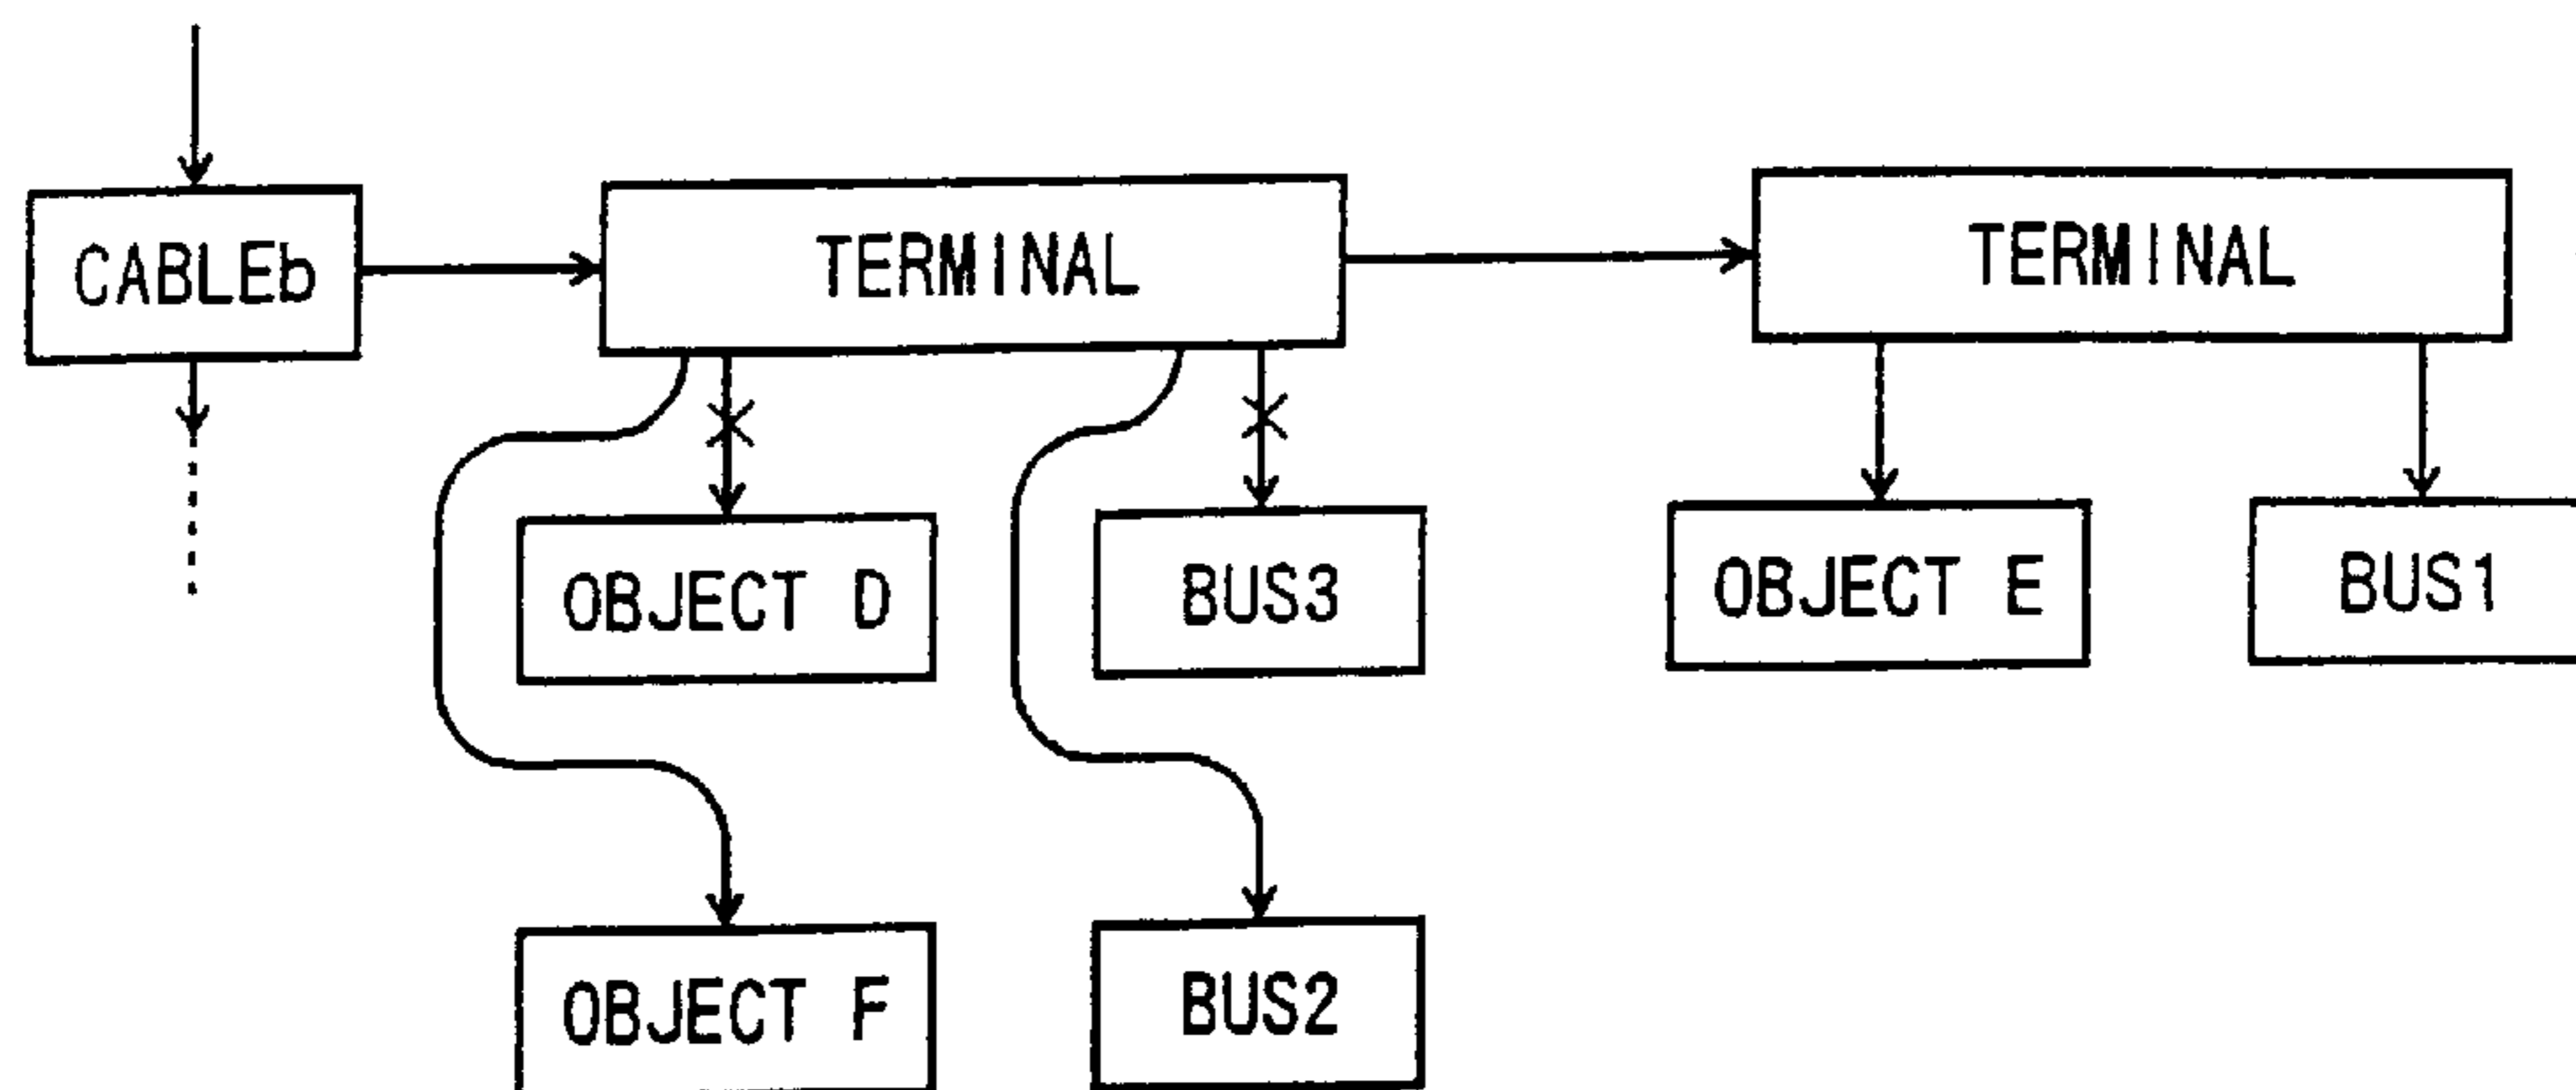 CABLEb
TERMINAL
TERMINAL
OBJECT D
BUS3
OBJECT E
BUS1
OBJECT F
BUS2